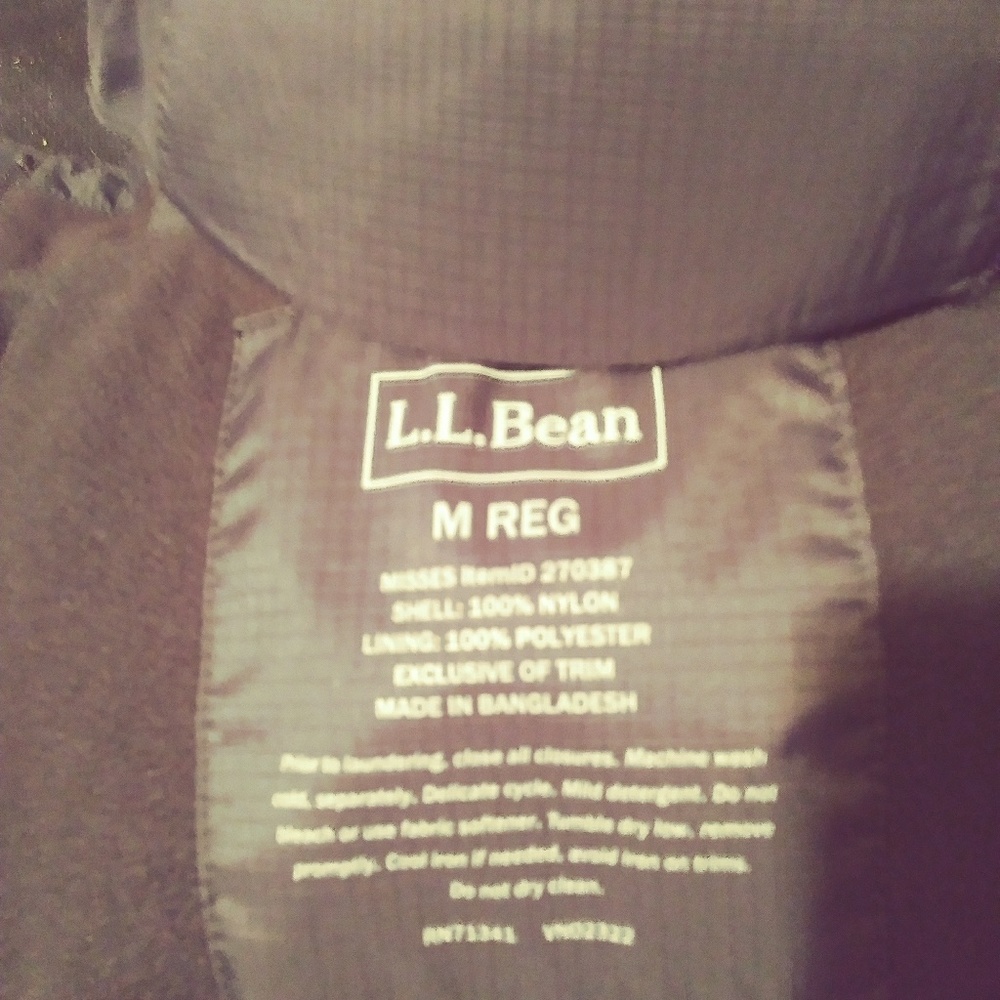 L.L.Bean
M REG
MISSES ItemID 270387
SHELL: 100% NYLON
LINING: 100% POLYESTER
EXCLUSIVE OF TRIM
MADE IN BANGLADESH
Prior to laundering, close all closures. Machine wash
cold, separately. Delicate cycle. Mild detergent. Do not
bleach or use fabric softener. Tumble dry low, remove
promptly. Cool iron if needed, avoid iron on trims.
Do not dry clean.
RN71341 VN02322